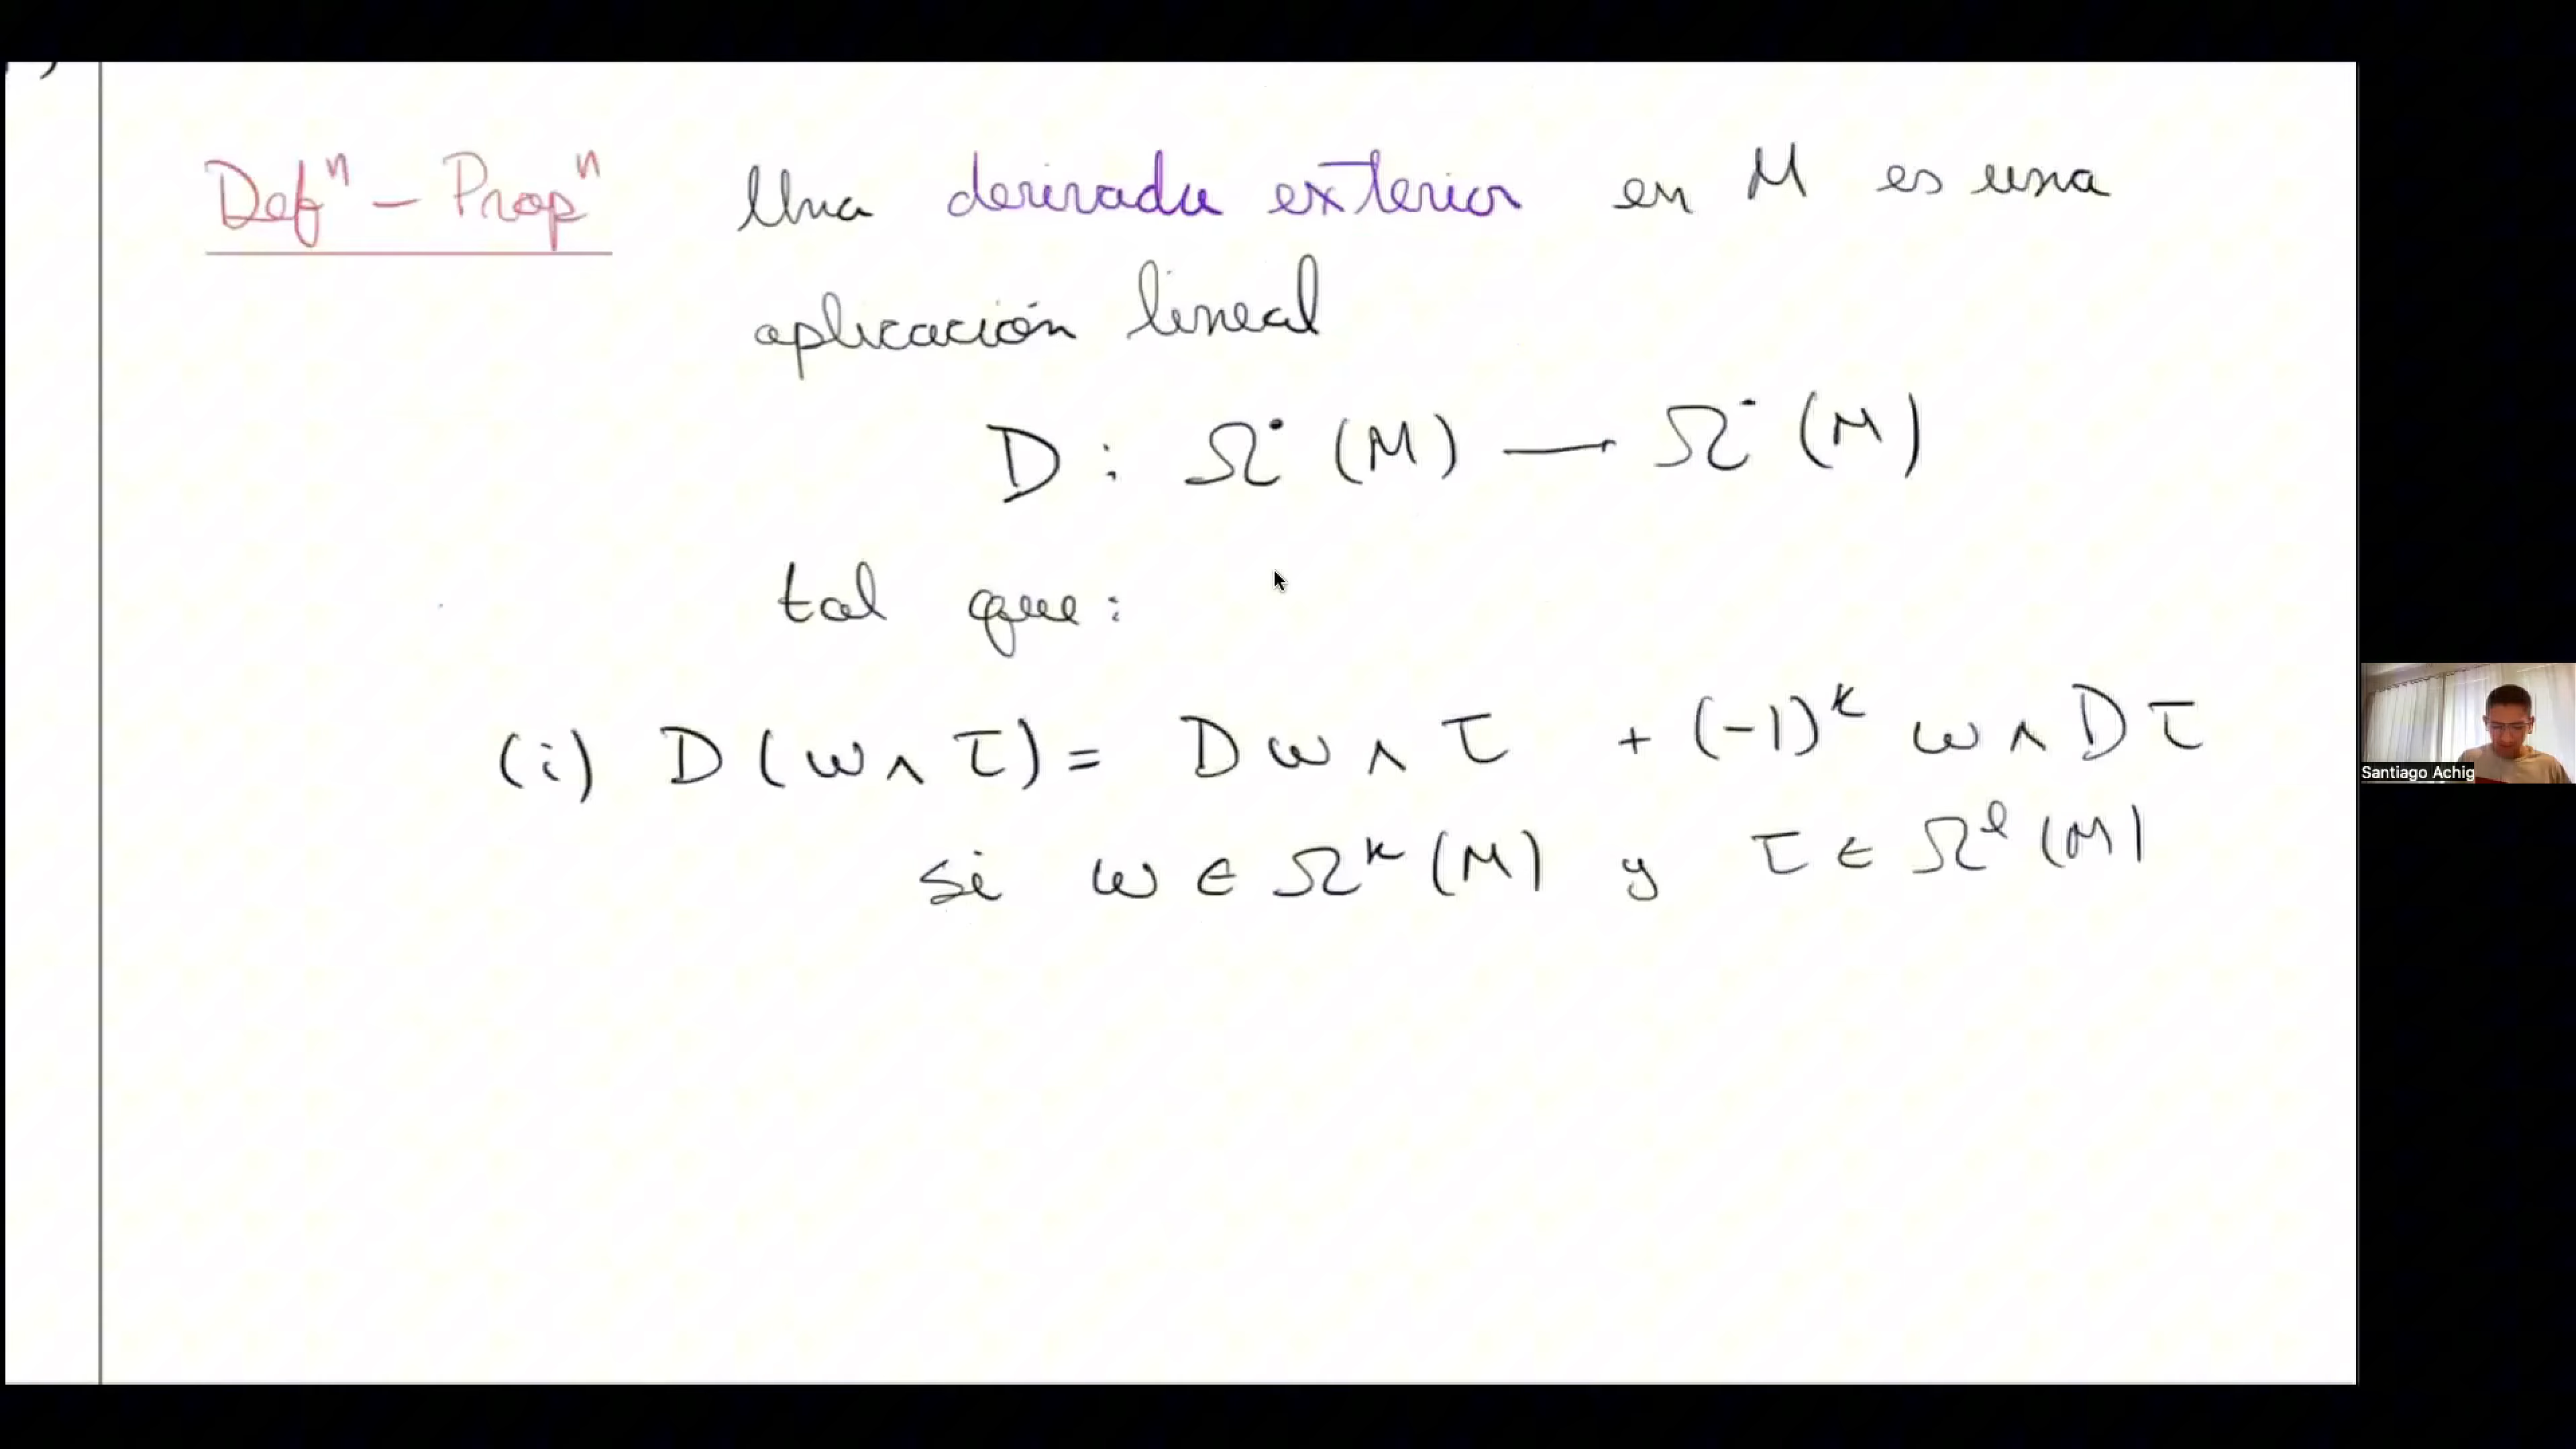 Defⁿ – Propⁿ Una derivada exterior en M es una
aplicación lineal
D : Ω˙ (M) → Ω˙ (M)
tal que:
(i) D(ω ∧ τ) = Dω ∧ τ + (-1)ᵏ ω ∧ Dτ
si ω ∈ Ωᵏ (M) y τ ∈ Ωˡ (M)
Santiago Achig